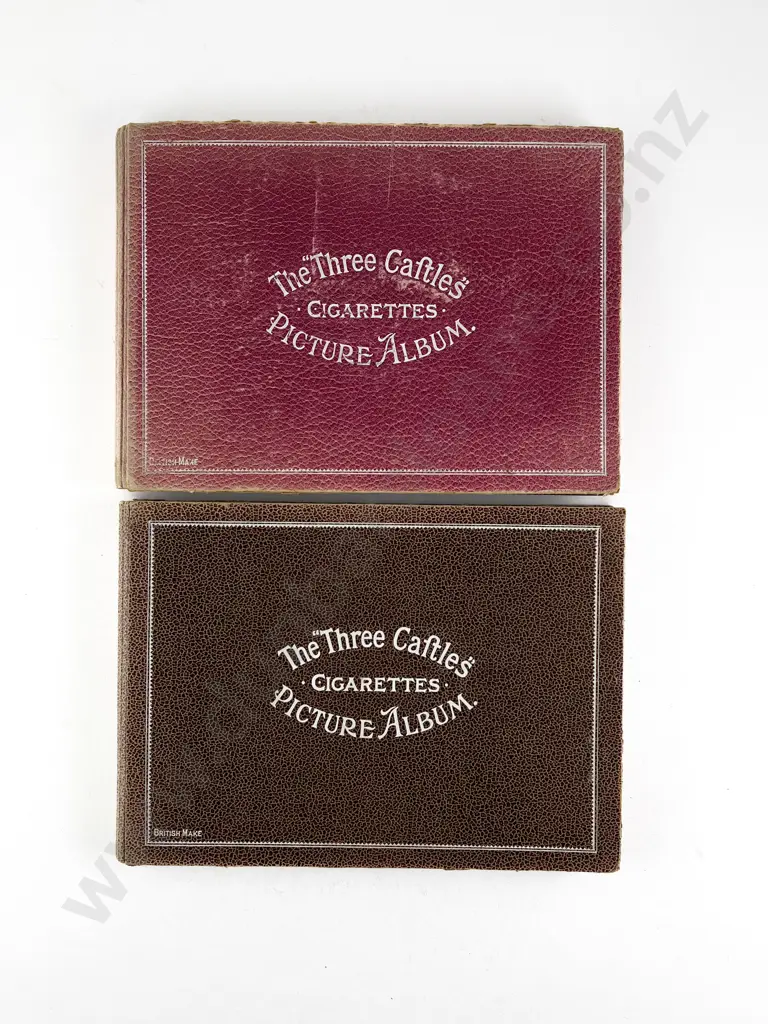 The "Three Caſtles"
· CIGARETTES ·
PICTURE ALBUM.
BRITISH MAKE
The "Three Caſtles"
· CIGARETTES ·
PICTURE ALBUM.
BRITISH MAKE